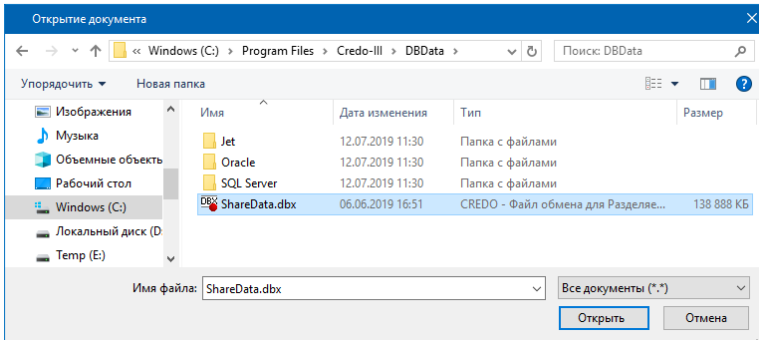 Открытие документа
« Windows (C:) › Program Files › Credo-III › DBData ›
Поиск: DBData
Упорядочить
Новая папка
Изображения
Музыка
Объемные объекты
Рабочий стол
Windows (C:)
Локальный диск (D
Temp (E:)
Имя Дата изменения Тип Размер
Jet 12.07.2019 11:30 Папка с файлами
Oracle 12.07.2019 11:30 Папка с файлами
SQL Server 12.07.2019 11:30 Папка с файлами
DBX ShareData.dbx 06.06.2019 16:51 CREDO - Файл обмена для Разделяе... 138 888 КБ
Имя файла: ShareData.dbx
Все документы (*.*)
Открыть Отмена